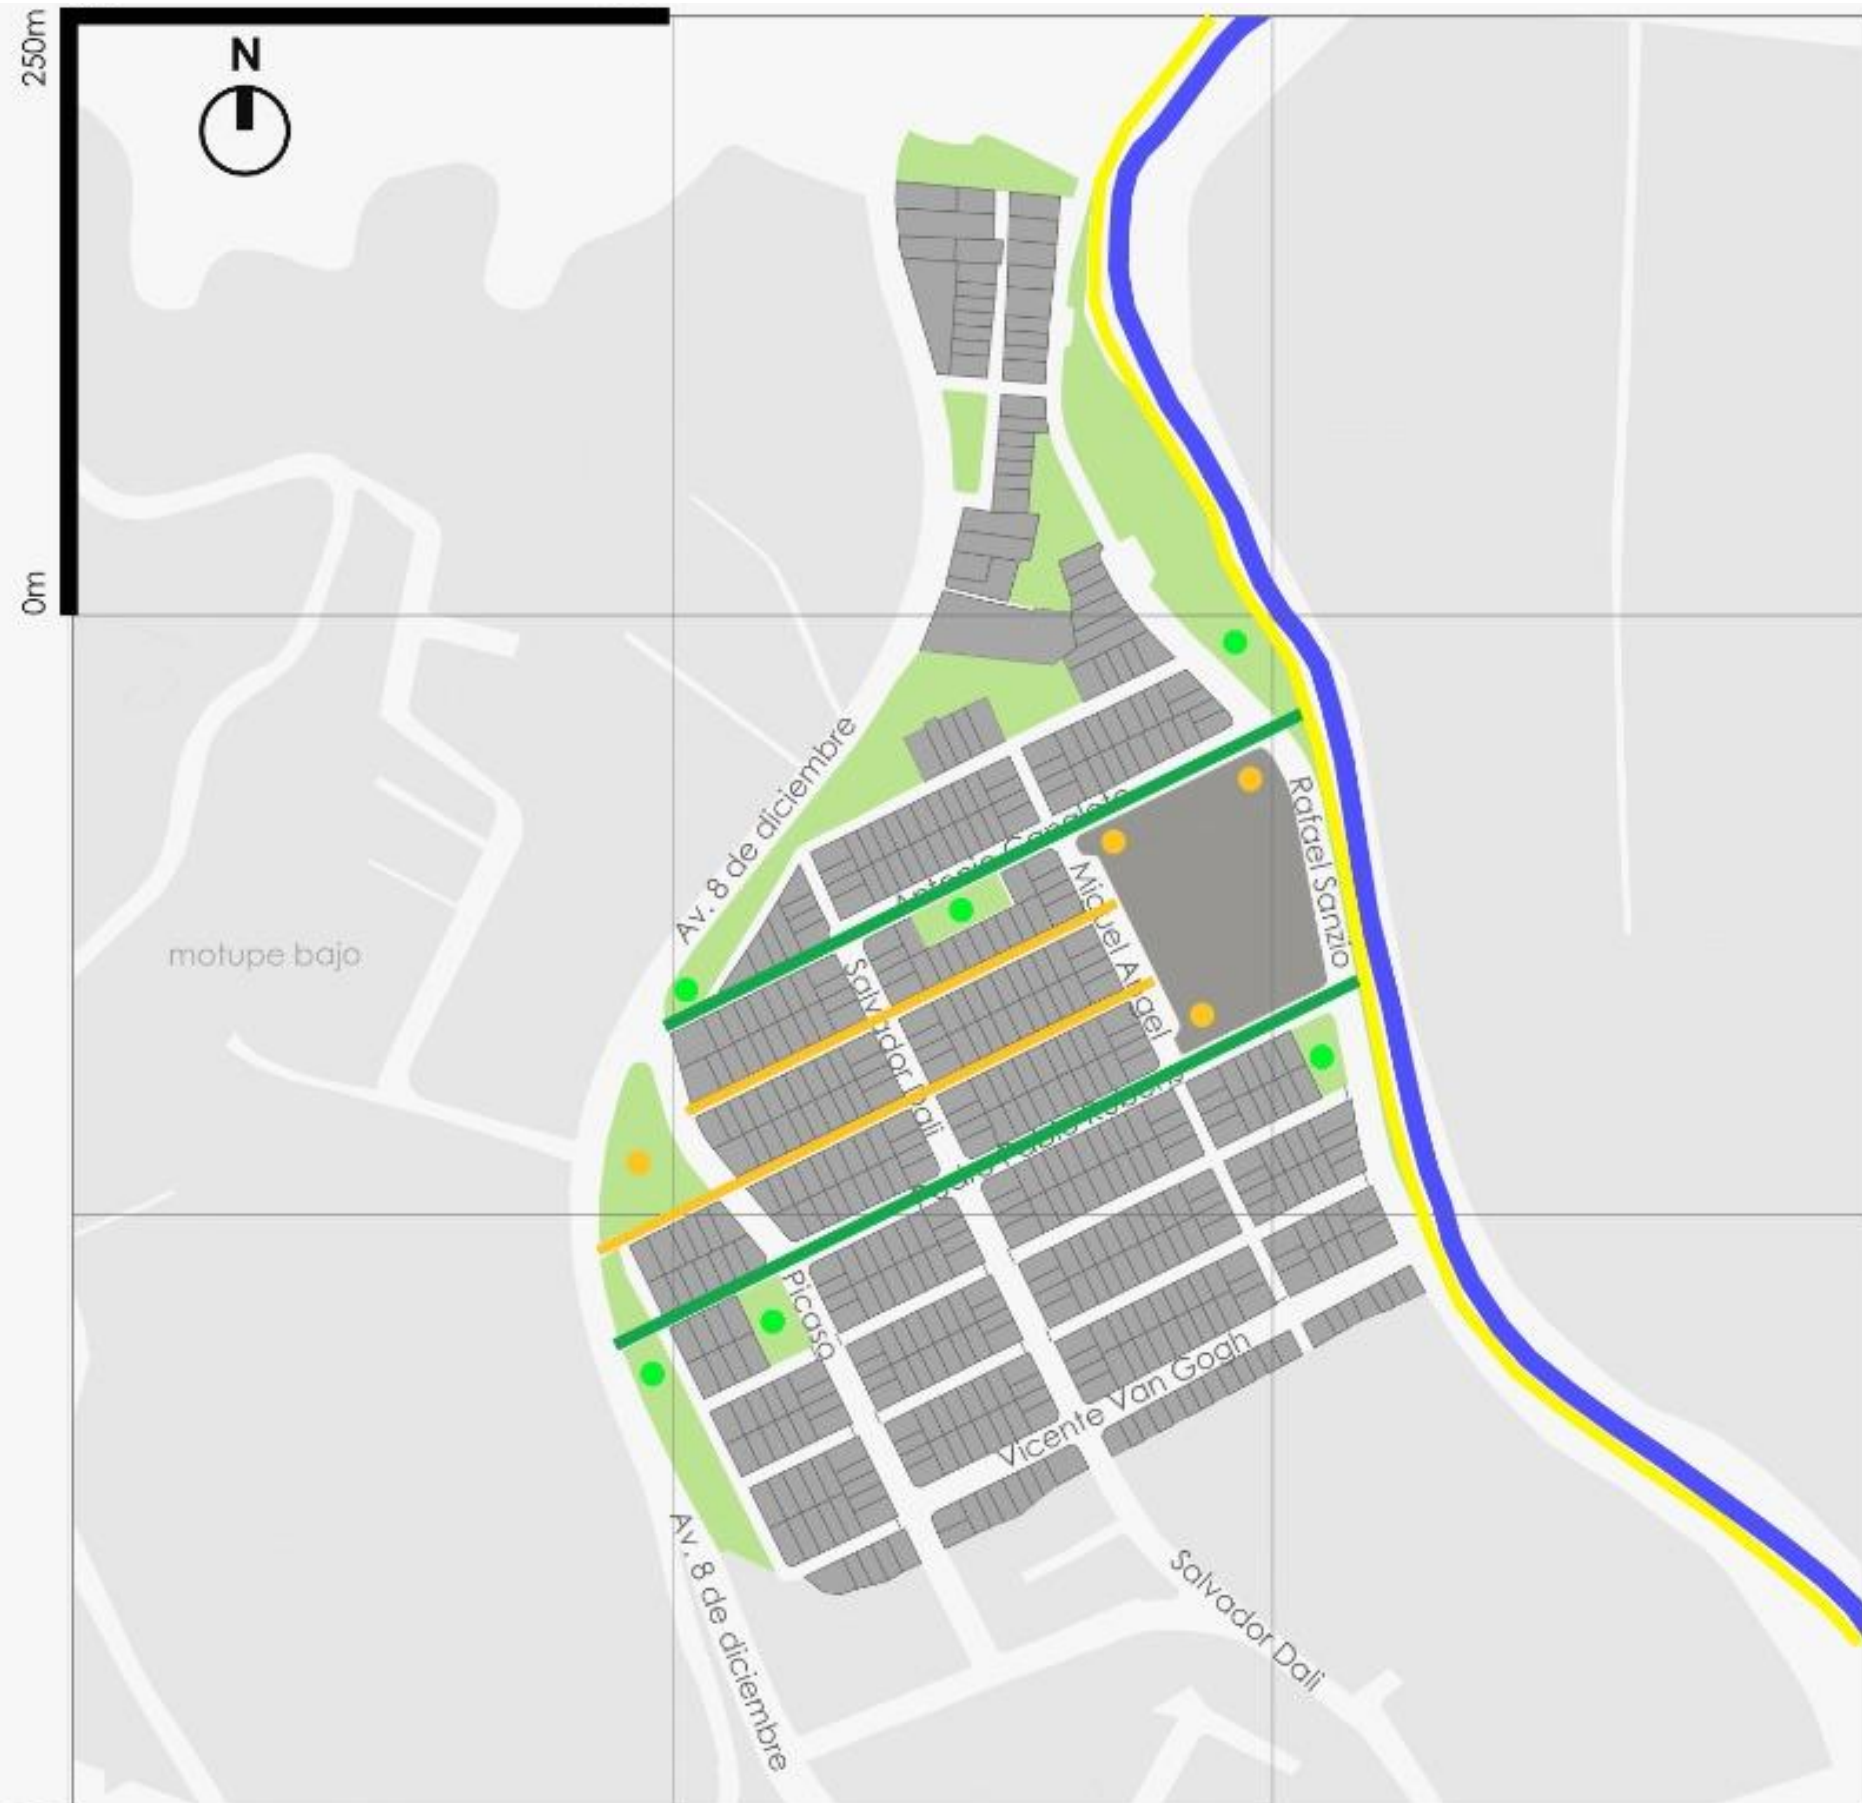 250m
N
0m
Av. 8 de diciembre
Rafael Sanzio
Miguel Angel
motupe bajo
Salvador Dali
Picaso
Vicente Van Gogh
Av. 8 de diciembre
Salvador Dali